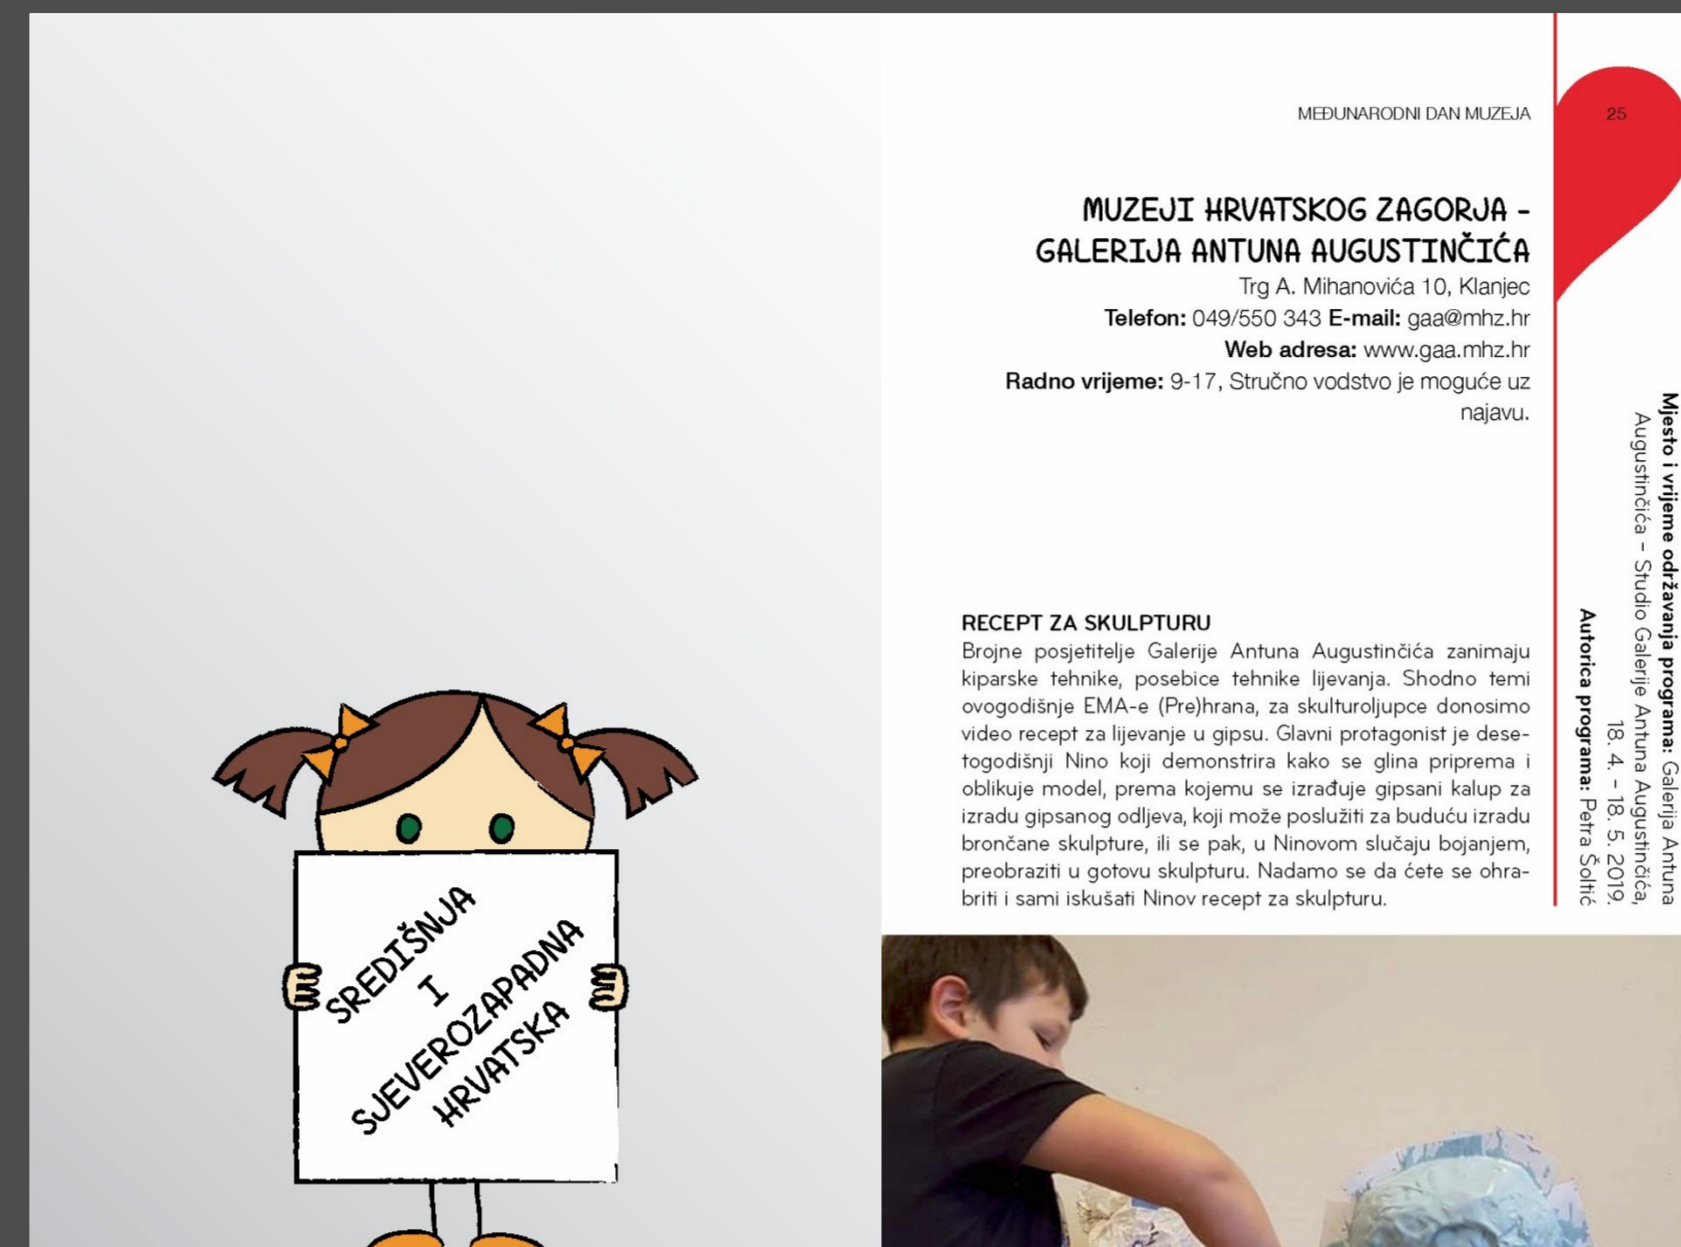 SREDIŠNJA
I
SJEVEROZAPADNA
HRVATSKA
MEĐUNARODNI DAN MUZEJA
25
MUZEJI HRVATSKOG ZAGORJA -
GALERIJA ANTUNA AUGUSTINČIĆA
Trg A. Mihanovića 10, Klanjec
Telefon: 049/550 343 E-mail: gaa@mhz.hr
Web adresa: www.gaa.mhz.hr
Radno vrijeme: 9-17, Stručno vodstvo je moguće uz
najavu.
RECEPT ZA SKULPTURU
Brojne posjetitelje Galerije Antuna Augustinčića zanimaju
kiparske tehnike, posebice tehnike lijevanja. Shodno temi
ovogodišnje EMA-e (Pre)hrana, za skulturoljupce donosimo
video recept za lijevanje u gipsu. Glavni protagonist je dese-
togodišnji Nino koji demonstrira kako se glina priprema i
oblikuje model, prema kojemu se izrađuje gipsani kalup za
izradu gipsanog odljeva, koji može poslužiti za buduću izradu
brončane skulpture, ili se pak, u Ninovom slučaju bojanjem,
preobraziti u gotovu skulpturu. Nadamo se da ćete se ohra-
briti i sami iskušati Ninov recept za skulpturu.
Mjesto i vrijeme održavanja programa: Galerija Antuna
Augustinčića – Studio Galerije Antuna Augustinčića,
18. 4. – 18. 5. 2019.
Autorica programa: Petra Šoltić